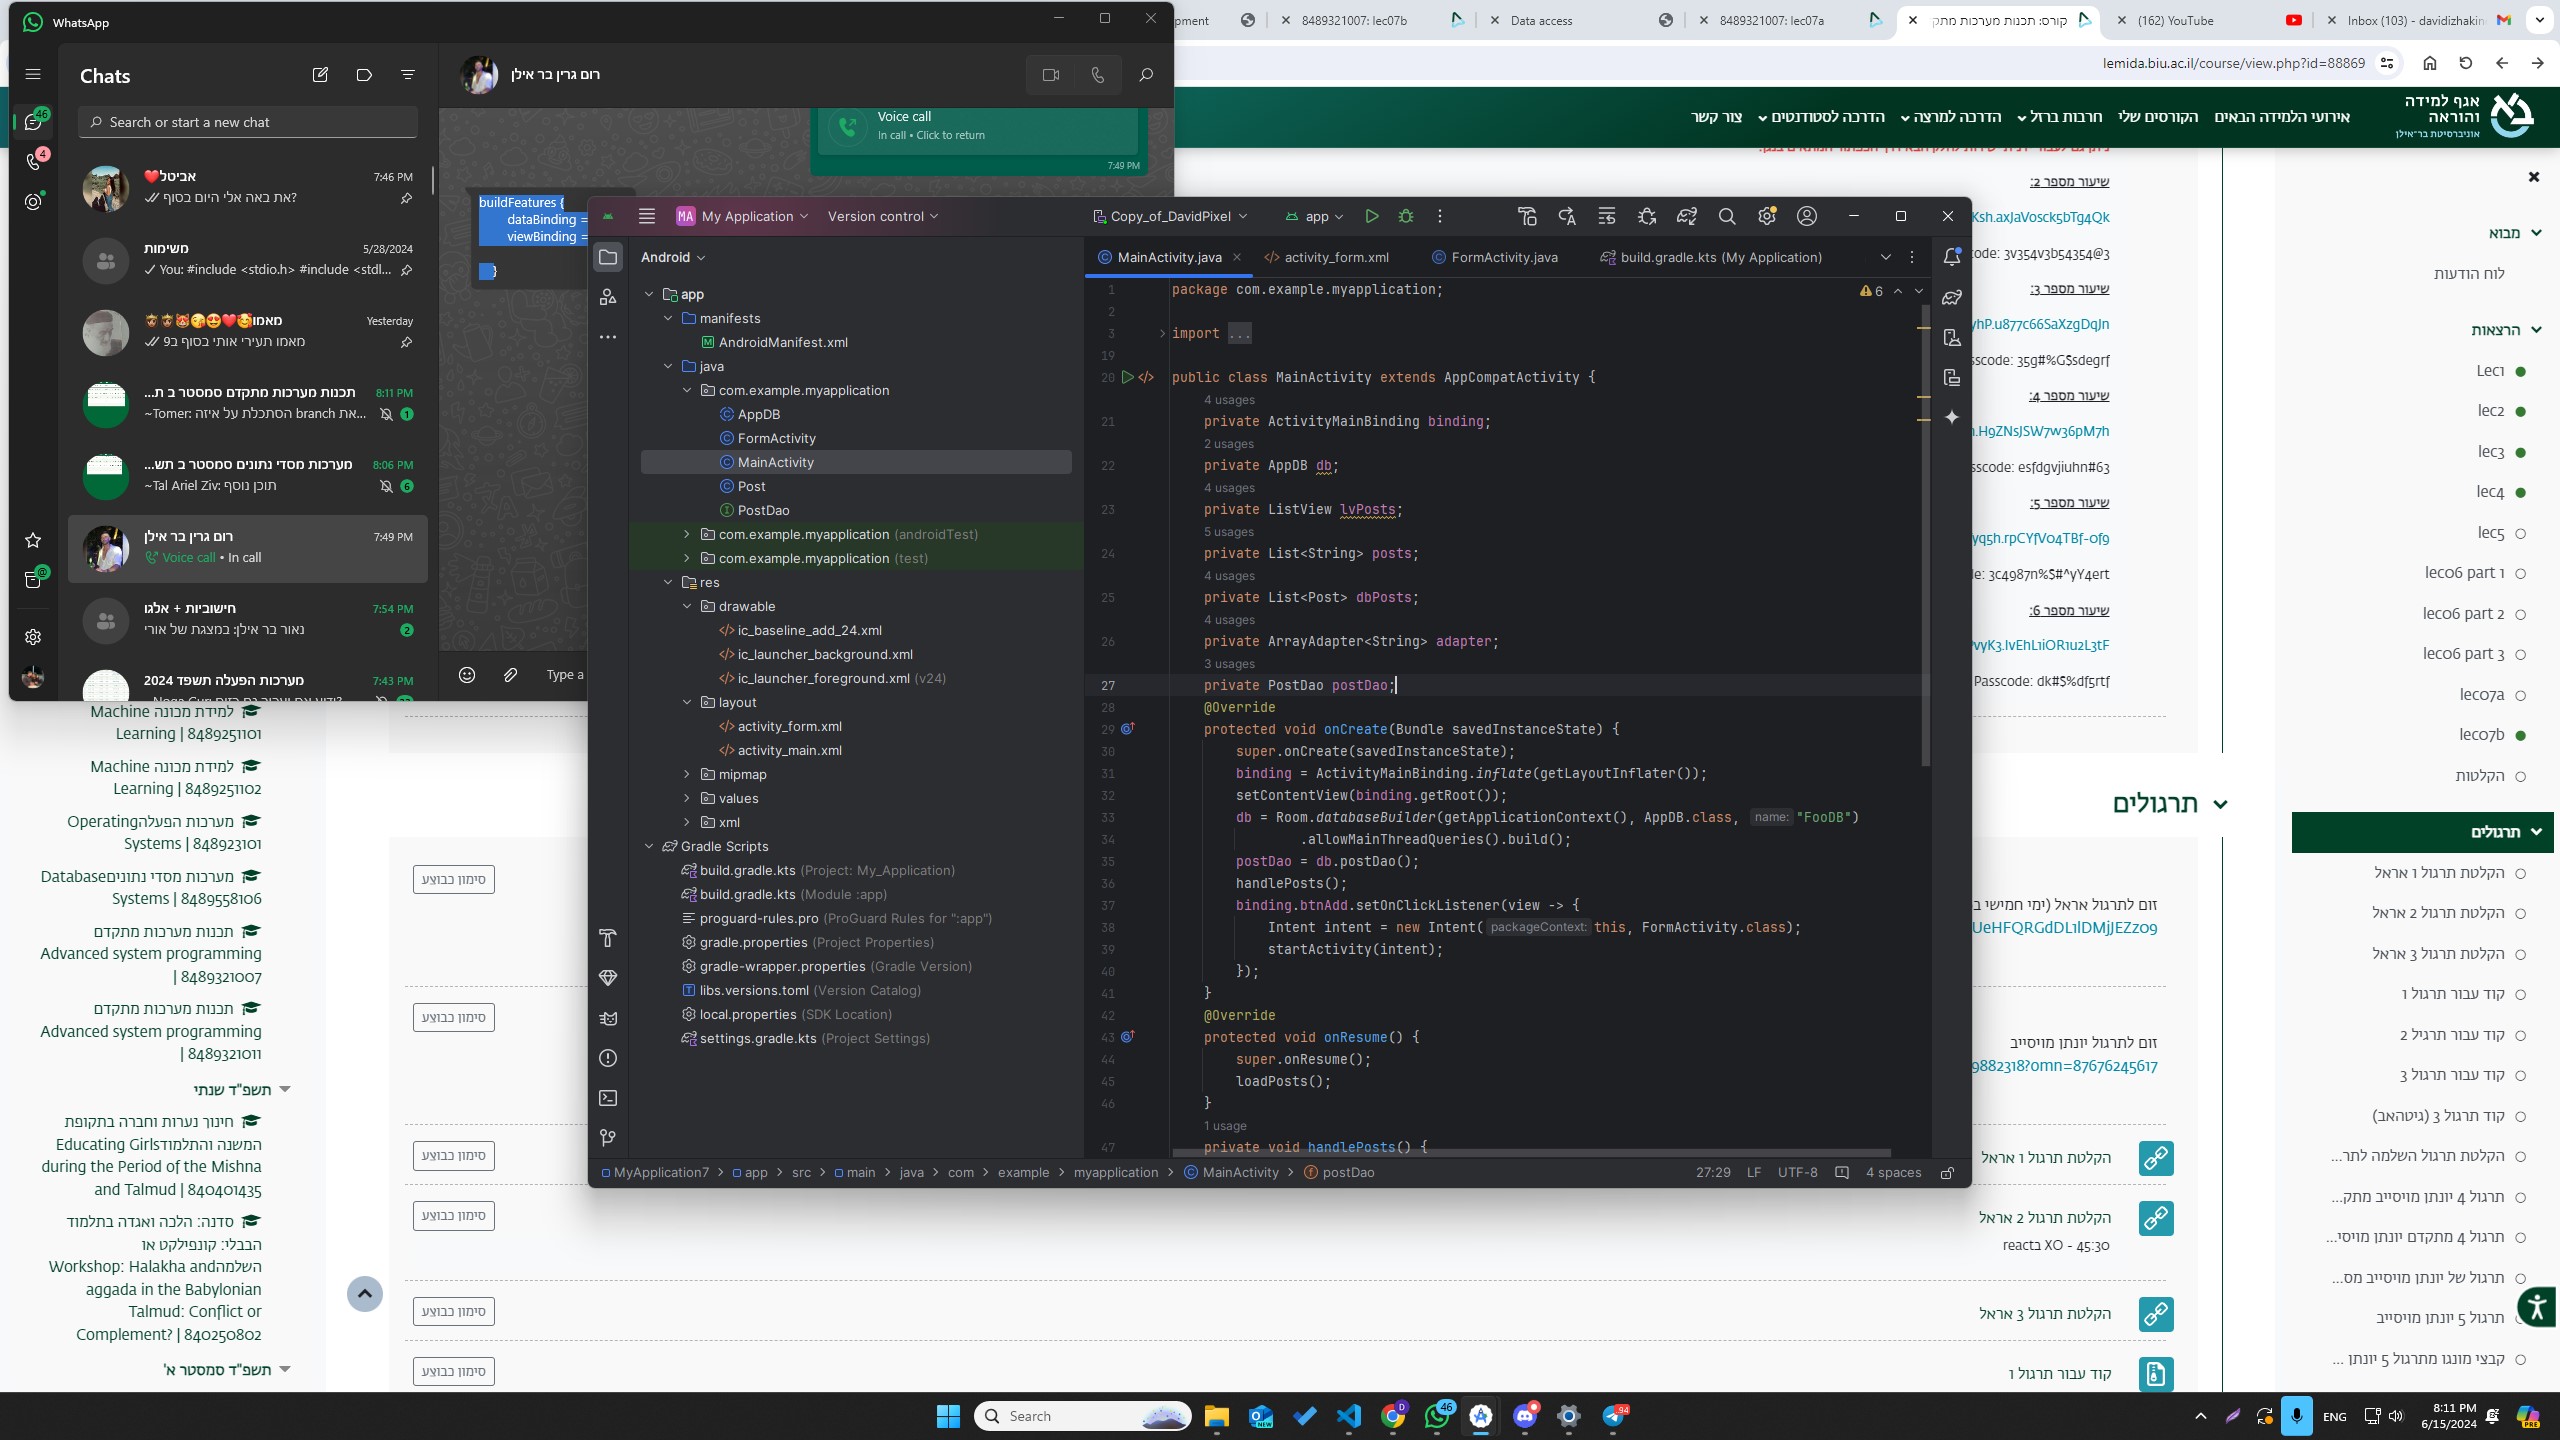 WhatsApp
Chats
Search or start a new chat
אביטל❤️
7:46 PM
את באה אלי היום בסוף?
משימות
5/28/2024
You: #include <stdio.h> #include <stdl...
מאמו
Yesterday
מאמו תעירי אותי בסוף ב9
תכנות מערכות מתקדם סמסטר ב ת...
8:11 PM
~Tomer: הסתכלת על איזה branch את...
1
מערכות מסדי נתונים סמסטר ב תש...
8:06 PM
~Tal Ariel Ziv: תוכן נוסף
6
רום גרין בר אילן
7:49 PM
Voice call • In call
חישוביות + אלגו
7:54 PM
נאור בר אילן: במצגת של אורי
2
מערכות הפעלה תשפד 2024
7:43 PM
46
4
רום גרין בר אילן
Voice call
In call • Click to return
7:49 PM
buildFeatures {
dataBinding =
viewBinding =
}
Type a
pment
8489321007: lec07b
Data access
8489321007: lec07a
קורס: תכנות מערכות מתק
(162) YouTube
Inbox (103) - davidizhakin
lemida.biu.ac.il/course/view.php?id=88869
אגף למידה
והוראה
אוניברסיטת בר-אילן
אירועי הלמידה הבאים
הקורסים שלי
חרבות ברזל
הדרכה למרצה
הדרכה לסטודנטים
צור קשר
My Application
Version control
Copy_of_DavidPixel
app
Android
app
manifests
AndroidManifest.xml
java
com.example.myapplication
AppDB
FormActivity
MainActivity
Post
PostDao
com.example.myapplication (androidTest)
com.example.myapplication (test)
res
drawable
ic_baseline_add_24.xml
ic_launcher_background.xml
ic_launcher_foreground.xml (v24)
layout
activity_form.xml
activity_main.xml
mipmap
values
xml
Gradle Scripts
build.gradle.kts (Project: My_Application)
build.gradle.kts (Module :app)
proguard-rules.pro (ProGuard Rules for ":app")
gradle.properties (Project Properties)
gradle-wrapper.properties (Gradle Version)
libs.versions.toml (Version Catalog)
local.properties (SDK Location)
settings.gradle.kts (Project Settings)
MainActivity.java
activity_form.xml
FormActivity.java
build.gradle.kts (My Application)
6
1 package com.example.myapplication;
2
3 import ...
19
20 public class MainActivity extends AppCompatActivity {
4 usages
21 private ActivityMainBinding binding;
2 usages
22 private AppDB db;
4 usages
23 private ListView lvPosts;
5 usages
24 private List<String> posts;
4 usages
25 private List<Post> dbPosts;
4 usages
26 private ArrayAdapter<String> adapter;
3 usages
27 private PostDao postDao;
28 @Override
29 protected void onCreate(Bundle savedInstanceState) {
30 super.onCreate(savedInstanceState);
31 binding = ActivityMainBinding.inflate(getLayoutInflater());
32 setContentView(binding.getRoot());
33 db = Room.databaseBuilder(getApplicationContext(), AppDB.class, name: "FooDB")
34 .allowMainThreadQueries().build();
35 postDao = db.postDao();
36 handlePosts();
37 binding.btnAdd.setOnClickListener(view -> {
38 Intent intent = new Intent( packageContext: this, FormActivity.class);
39 startActivity(intent);
40 });
41 }
42 @Override
43 protected void onResume() {
44 super.onResume();
45 loadPosts();
46 }
1 usage
47 private void handlePosts() {
MyApplication7 > app > src > main > java > com > example > myapplication > MainActivity > postDao
27:29 LF UTF-8 4 spaces
שיעור מספר 2:
Ksh.axJaVosck5bTg4Qk
ode: 3v354v3b54354@3
שיעור מספר 3:
yhP.u877c66SaXzgDqJn
sscode: 35g#%G$sdegrf
שיעור מספר 4:
.H9ZNsJSW7w36pM7h
sscode: esfdgvjiuhn#63
שיעור מספר 5:
yq5h.rpCYfV04TBf-0f9
le: 3c4987n%$#^yY4ert
שיעור מספר 6:
vyK3.IvEhL1iOR1u2L3tF
Passcode: dk#$%df5rtf
תרגולים
זום לתרגול אראל (ימי חמישי ב
UeHFQRGdDL1lDMjJEZz09
זום לתרגול יונתן מויסייב
9882318?omn=87676245617
הקלטת תרגול 1 אראל
הקלטת תרגול 2 אראל
45:30 - XO בreact
הקלטת תרגול 3 אראל
קוד עבור תרגול 1
סימון כבוצע
סימון כבוצע
סימון כבוצע
סימון כבוצע
סימון כבוצע
סימון כבוצע
מבוא
לוח הודעות
הרצאות
Lec1
lec2
lec3
lec4
lec5
lec06 part 1
lec06 part 2
lec06 part 3
lec07a
lec07b
הקלטות
תרגולים
הקלטת תרגול 1 אראל
הקלטת תרגול 2 אראל
הקלטת תרגול 3 אראל
קוד עבור תרגול 1
קוד עבור תרגיל 2
קוד עבור תרגול 3
קוד תרגול 3 (גיטהאב)
הקלטת תרגול השלמה לתר...
תרגול 4 יונתן מויסייב מתק...
תרגול 4 מתקדם יונתן מויסי...
תרגול של יונתן מויסייב מס...
תרגול 5 יונתן מויסייב
קבצי מונגו מתרגול 5 יונתן ...
למידת מכונה Machine
Learning | 8489251101
למידת מכונה Machine
Learning | 8489251102
מערכות הפעלהOperating
Systems | 848923101
מערכות מסדי נתוניםDatabase
Systems | 8489558106
תכנות מערכות מתקדם
Advanced system programming
| 8489321007
תכנות מערכות מתקדם
Advanced system programming
| 8489321011
תשפ"ד שנתי
חינוך נערות וחברה בתקופת
המשנה והתלמודEducating Girls
during the Period of the Mishna
and Talmud | 840401435
סדנה: הלכה ואגדה בתלמוד
הבבלי: קונפליקט או
השלמהWorkshop: Halakha and
aggada in the Babylonian
Talmud: Conflict or
Complement? | 840250802
תשפ"ד סמסטר א'
Search
46
94
ENG
8:11 PM
6/15/2024